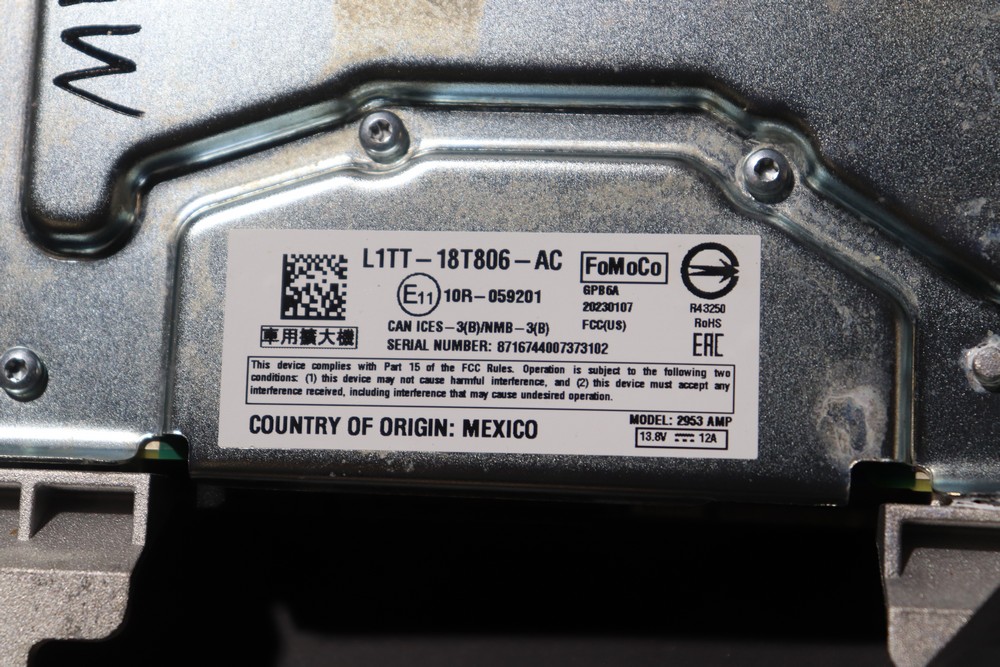 MW
L1TT-18T806-AC
FoMoCo
E11 10R-059201
GPB6A
20230107
FCC(US)
R43250
RoHS
EAC
車用擴大機
CAN ICES-3(B)/NMB-3(B)
SERIAL NUMBER: 8716744007373102
This device complies with Part 15 of the FCC Rules. Operation is subject to the following two
conditions: (1) this device may not cause harmful interference, and (2) this device must accept any
interference received, including interference that may cause undesired operation.
COUNTRY OF ORIGIN: MEXICO
MODEL: 2953 AMP
13.8V 12A